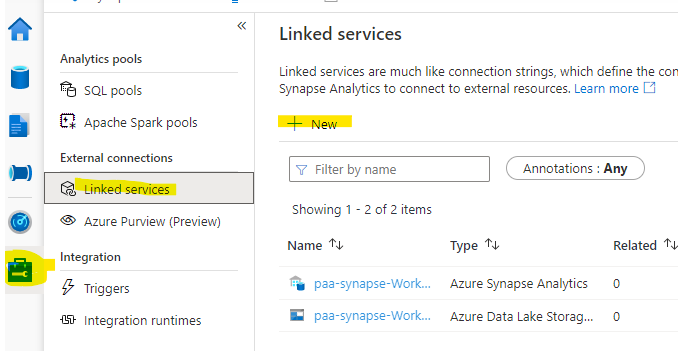 Analytics pools
SQL pools
Apache Spark pools
External connections
Linked services
Azure Purview (Preview)
Integration
Triggers
Integration runtimes
Linked services
Linked services are much like connection strings, which define the con
Synapse Analytics to connect to external resources. Learn more
New
Filter by name
Annotations : Any
Showing 1 - 2 of 2 items
Name Type Related
paa-synapse-Work... Azure Synapse Analytics 0
paa-synapse-Work... Azure Data Lake Storag... 0